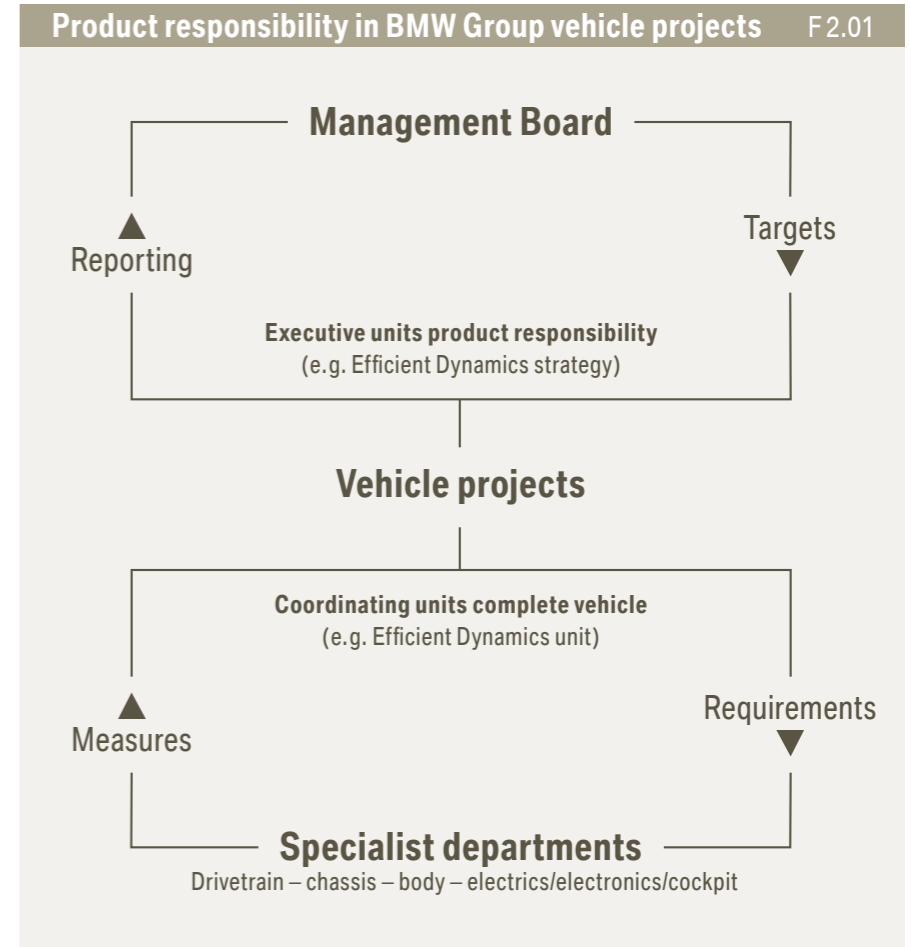 Product responsibility in BMW Group vehicle projects F 2.01
Management Board
Targets
Reporting
Executive units product responsibility
(e.g. Efficient Dynamics strategy)
Vehicle projects
Coordinating units complete vehicle
(e.g. Efficient Dynamics unit)
Requirements
Measures
Specialist departments
Drivetrain – chassis – body – electrics/electronics/cockpit